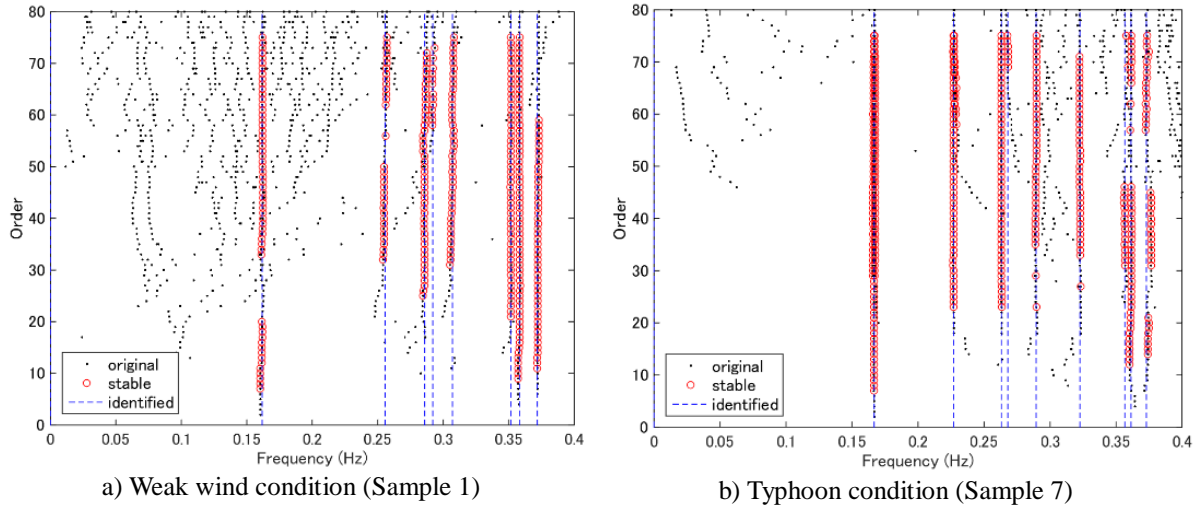 80
70
60
50
40
30
20
10
0
Order
original
stable
identified
0 0.05 0.1 0.15 0.2 0.25 0.3 0.35 0.4
Frequency (Hz)
a) Weak wind condition (Sample 1)
80
70
60
50
40
30
20
10
0
Order
original
stable
identified
0 0.05 0.1 0.15 0.2 0.25 0.3 0.35 0.4
Frequency (Hz)
b) Typhoon condition (Sample 7)